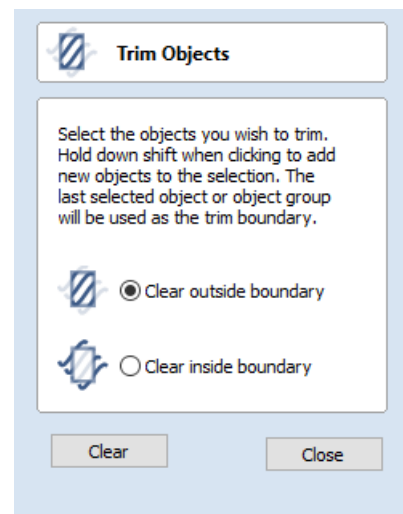 Trim Objects
Select the objects you wish to trim.
Hold down shift when clicking to add
new objects to the selection. The
last selected object or object group
will be used as the trim boundary.
Clear outside boundary
Clear inside boundary
Clear
Close